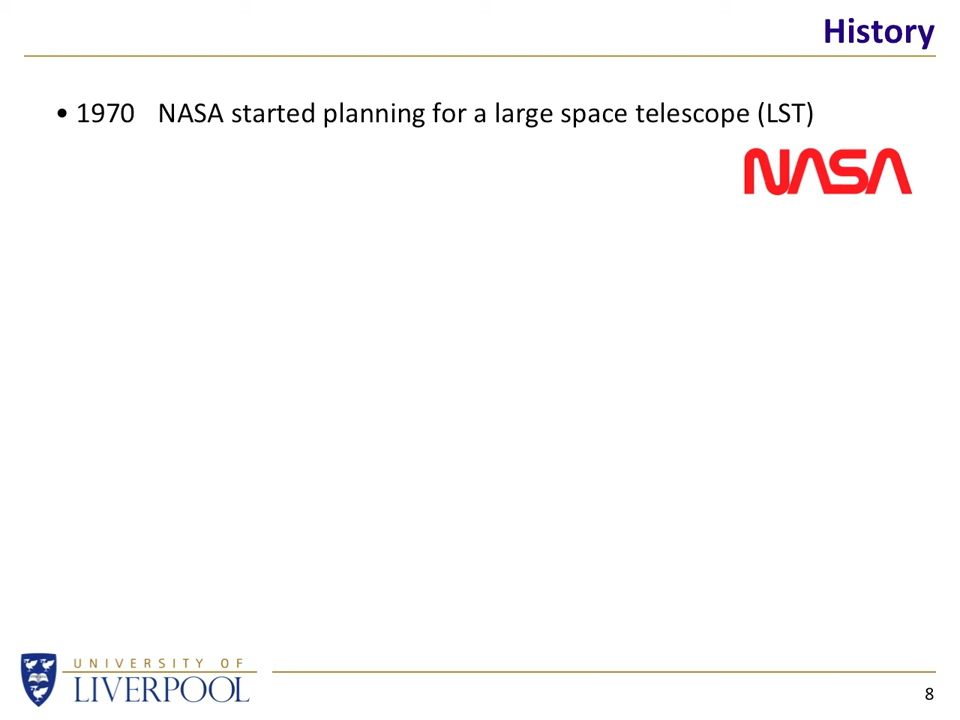 History
• 1970 NASA started planning for a large space telescope (LST)
NASA
UNIVERSITY OF
LIVERPOOL
8